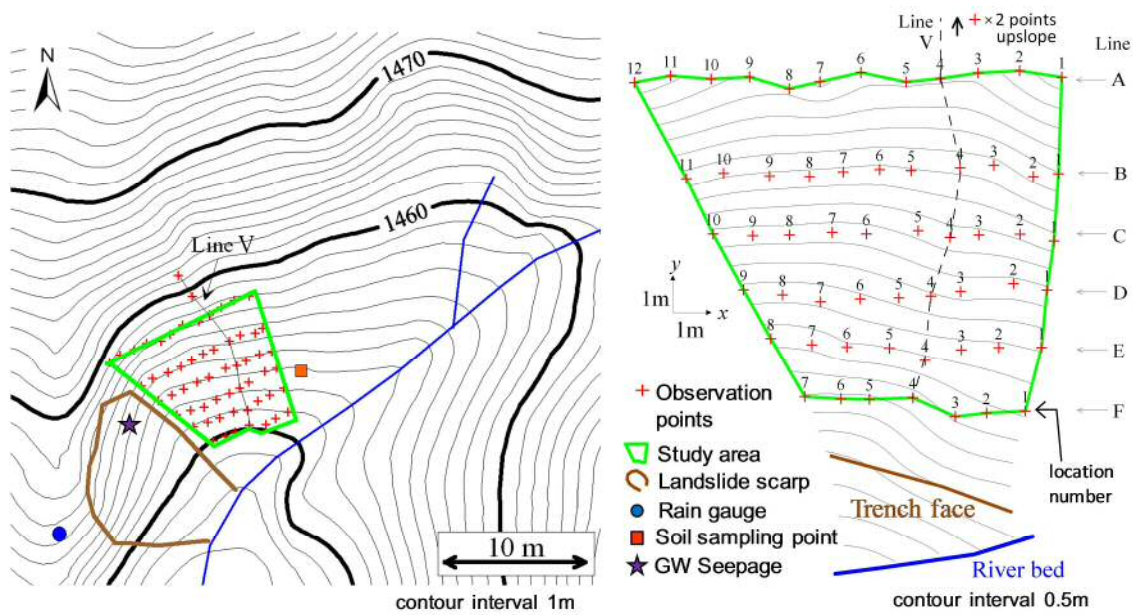 N
1470
1460
Line V
10 m
contour interval 1m
Line
V
×2 points
upslope
Line
12 11 10 9 8 7 6 5 4 3 2 1
A
11 10 9 8 7 6 5 4 3 2 1
B
10 9 8 7 6 5 4 3 2 1
C
9 8 7 6 5 4 3 2 1
D
8 7 6 5 4 3 2 1
E
7 6 5 4 3 2 1
F
y
1m
1m x
Observation
points
Study area
Landslide scarp
Rain gauge
Soil sampling point
GW Seepage
location
number
Trench face
River bed
contour interval 0.5m